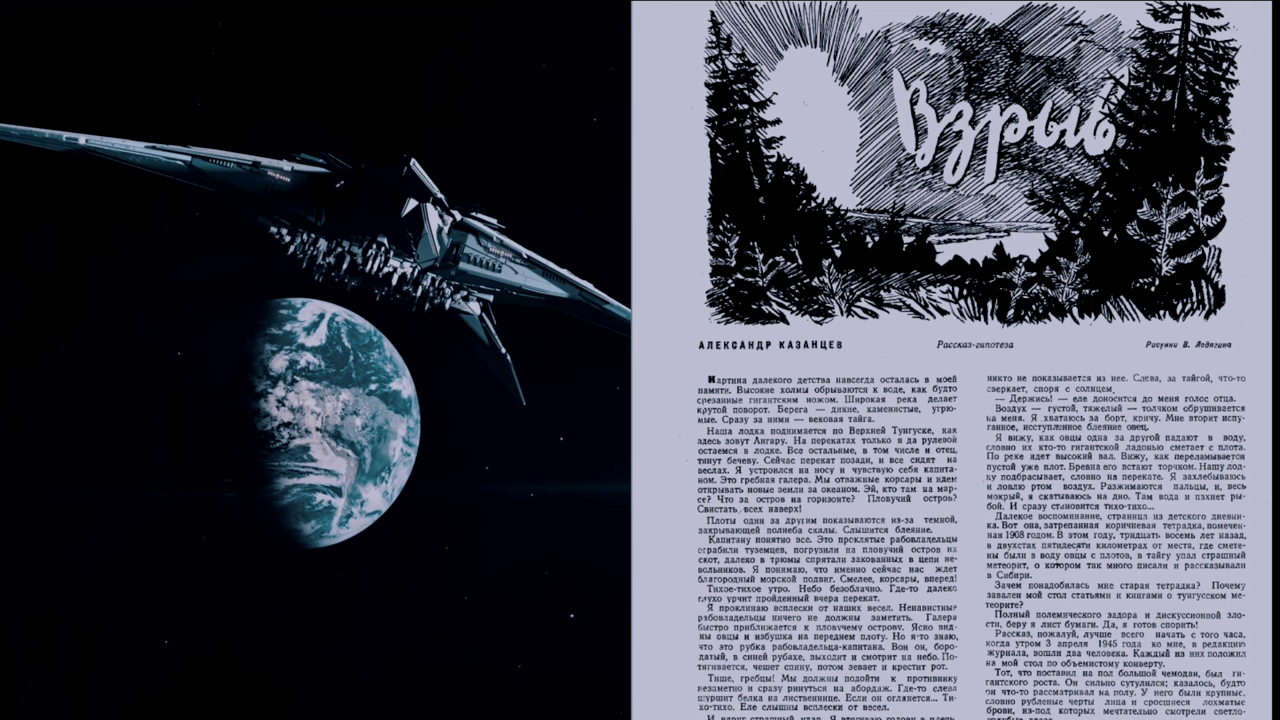 Взрыв
АЛЕКСАНДР КАЗАНЦЕВ
Рассказ-гипотеза
Рисунки В. Лодягина
Картина далекого детства навсегда осталась в моей
памяти. Высокие холмы обрываются к воде, как будто
срезанные гигантским ножом. Широкая река делает
крутой поворот. Берега — дикие, каменистые, угрю-
мые. Сразу за ними — вековая тайга.
Наша лодка поднимается по Верхней Тунгуске, как
здесь зовут Ангару. На перекатах только я да рулевой
остаемся в лодке. Все остальные, в том числе и отец,
тянут бечеву. Сейчас перекат позади, и все сидят на
веслах. Я устроился на носу и чувствую себя капита-
ном. Это гребная галера. Мы отважные корсары и идем
открывать новые земли за океаном. Эй, кто там на мар-
се? Что за остров на горизонте? Пловучий остров?
Свистать всех наверх!
Плоты один за другим показываются из-за темной,
закрывающей полнеба скалы. Слышится блеяние.
Капитану понятно все. Это проклятые рабовладельцы
ограбили туземцев, погрузили на пловучий остров их
скот, далеко в трюмы спрятали закованных в цепи не-
вольников. Я понимаю, что именно сейчас нас ждет
благородный морской подвиг. Смелее, корсары, вперед!
Тихое-тихое утро. Небо безоблачно. Где-то далеко
глухо урчит пройденный вчера перекат.
Я проклинаю всплески от наших весел. Ненавистные
рабовладельцы ничего не должны заметить. Галера
быстро приближается к пловучему острову. Ясно вид-
ны овцы и избушка на переднем плоту. Но я-то знаю,
что это рубка рабовладельца-капитана. Вон он, боро-
датый, в синей рубахе, выходит и смотрит на небо. По-
тягивается, чешет спину, потом зевает и крестит рот.
Тише, гребцы! Мы должны подойти к противнику
незаметно и сразу ринуться на абордаж. Где-то слева
шуршит белка на лиственнице. Если он оглянется... Ти-
хо-тихо. Еле слышны всплески от весел.
И вдруг страшный удар. Я втягиваю голову в плечи,
никто не показывается из нее. Слева, за тайгой, что-то
сверкает, споря с солнцем.
— Держись! — еле доносится до меня голос отца.
Воздух — густой, тяжелый — толчком обрушивается
на меня. Я хватаюсь за борт, кричу. Мне вторит испу-
ганное, исступленное блеяние овец.
Я вижу, как овцы одна за другой падают в воду,
словно их кто-то гигантской ладонью сметает с плота.
По реке идет высокий вал. Вижу, как переламывается
пустой уже плот. Бревна его встают торчком. Нашу лод-
ку подбрасывает, словно на перекате. Я захлебываюсь
и ловлю ртом воздух. Разжимаются пальцы, и, весь
мокрый, я скатываюсь на дно. Там вода и пахнет ры-
бой. И сразу становится тихо-тихо...
Далекое воспоминание, страница из детского дневни-
ка. Вот она, затрепанная коричневая тетрадка, помечен-
ная 1908 годом. В этом году, тридцать восемь лет назад,
в двухстах пятидесяти километрах от места, где смете-
ны были в воду овцы с плотов, в тайгу упал страшный
метеорит, о котором так много писали и рассказывали
в Сибири.
Зачем понадобилась мне старая тетрадка? Почему
завален мой стол статьями и книгами о тунгусском ме-
теорите?
Полный полемического задора и дискуссионной зло-
сти, беру я лист бумаги. Да, я готов спорить!
Рассказ, пожалуй, лучше всего начать с того часа,
когда утром 3 апреля 1945 года ко мне, в редакцию
журнала, вошли два человека. Каждый из них положил
на мой стол по объемистому конверту.
Тот, что поставил на пол большой чемодан, был ги-
гантского роста. Он сильно сутулился; казалось, будто
он что-то рассматривал на полу. У него были крупные,
словно рубленые черты лица и сросшиеся лохматые
брови, из-под которых мечтательно смотрели светло-
голубые глаза.